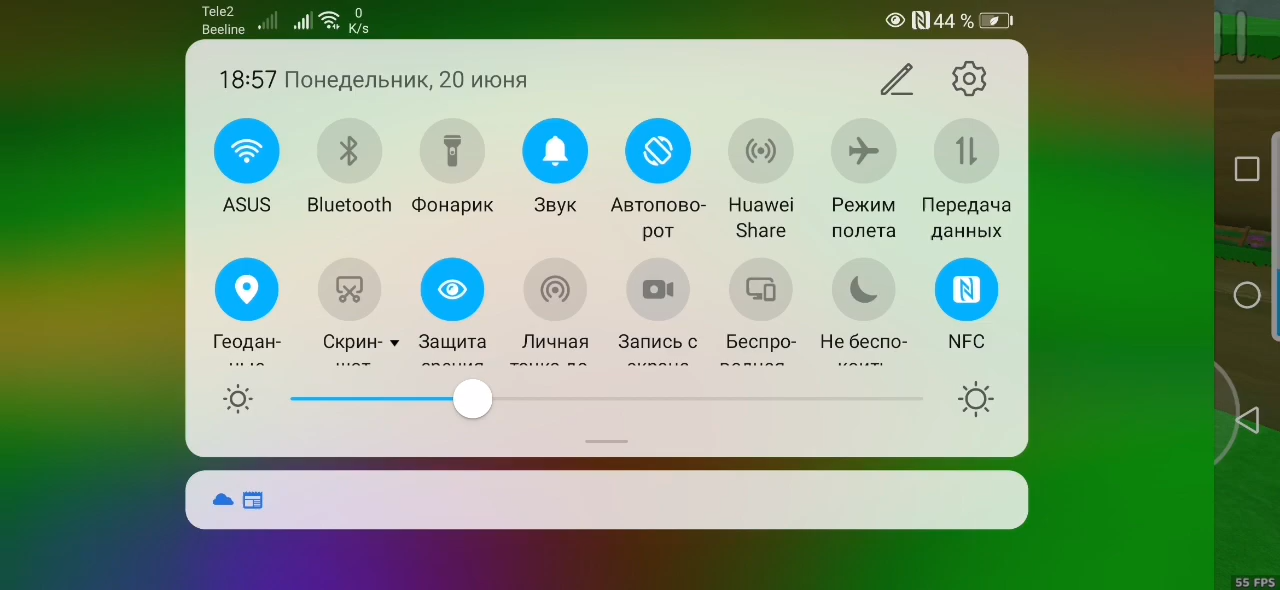 Tele2
Beeline
0
K/s
44 %
18:57 Понедельник, 20 июня
ASUS Bluetooth Фонарик Звук Автопово- Huawei Режим Передача
рот Share полета данных
Геодан- Скрин- Защита Личная Запись с Беспро- Не беспо- NFC
55 FPS